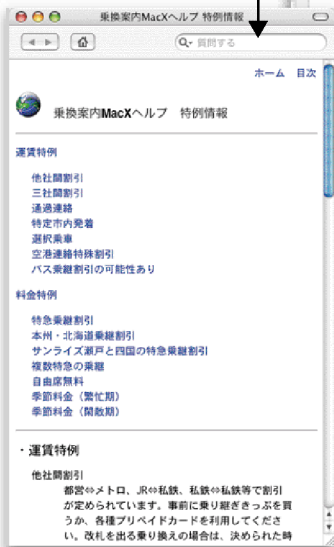 乗換案内MacXヘルプ 特例情報
質問する
ホーム 目次
乗換案内MacXヘルプ 特例情報
運賃特例
他社間割引
三社間割引
通過連絡
特定市内発着
選択乗車
空港連絡特殊割引
バス乗継割引の可能性あり
料金特例
特急乗継割引
本州・北海道乗継割引
サンライズ瀬戸と四国の特急乗継割引
複数特急の乗継
自由席無料
季節料金（繁忙期）
季節料金（閑散期）
・運賃特例
他社間割引
都営⇔メトロ、JR⇔私鉄、私鉄⇔私鉄等で割引
が定められています。事前に乗り継ぎきっぷを買
うか、各種プリペイドカードを利用してくださ
い。改札を出る乗り換えの場合は、決められた時